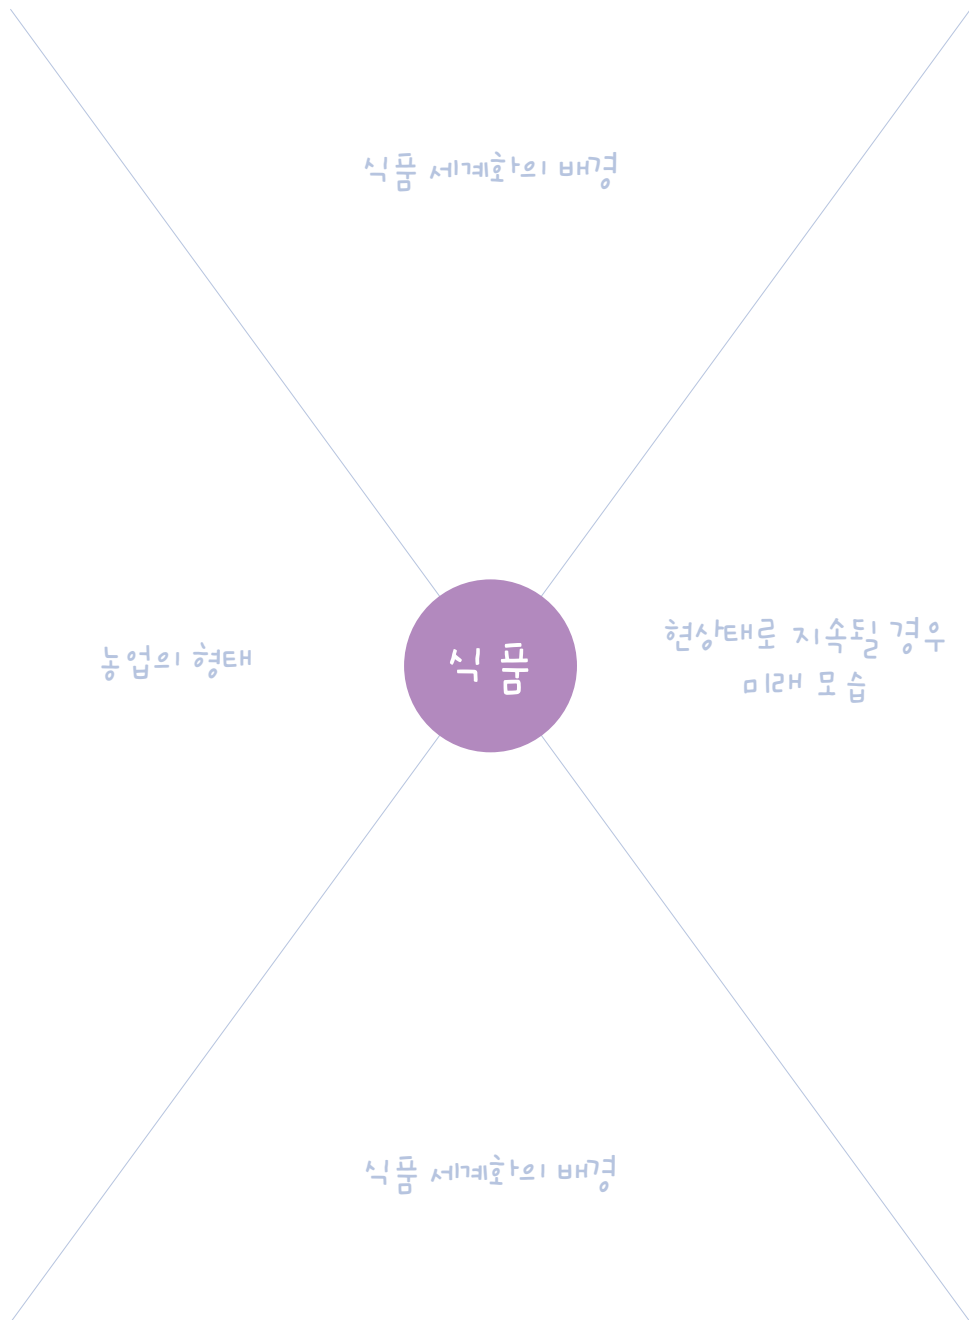 식품 세계화의 배경
농업의 형태
식 품
현상태로 지속될 경우
미래 모습
식품 세계화의 배경